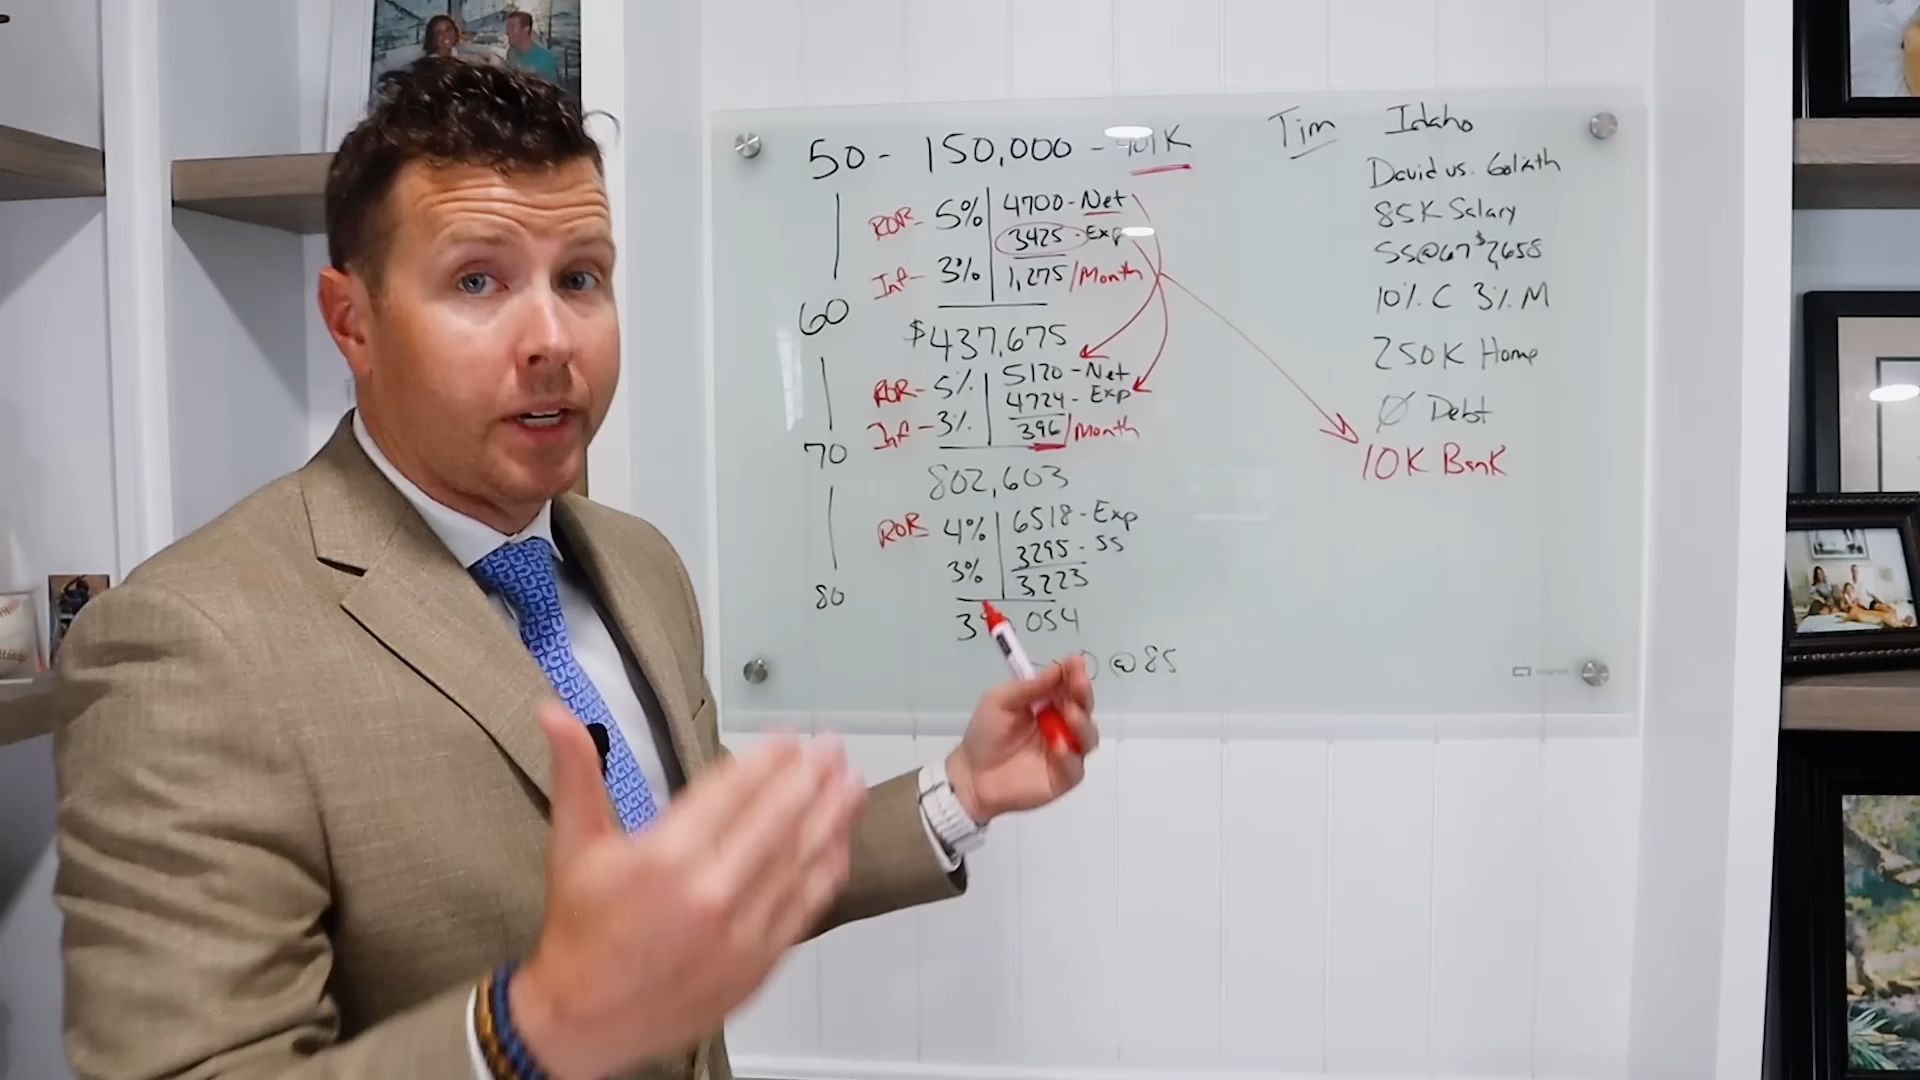 50 - 150,000 - 401K
ROR- 5% 4700 - Net
3425 - Exp
Inf- 3% 1,275/Month
60
$437,675
ROR- 5% 5120 - Net
4724 - Exp
Inf - 3% 396/Month
70
802,603
ROR 4% 6518 - Exp
3295 - SS
3% 3223
80
054
@ 85
Tim Idaho
David vs. Goliath
85K Salary
SS@67 $2,658
10% C 3% M
250K Home
Ø Debt
10K Bank